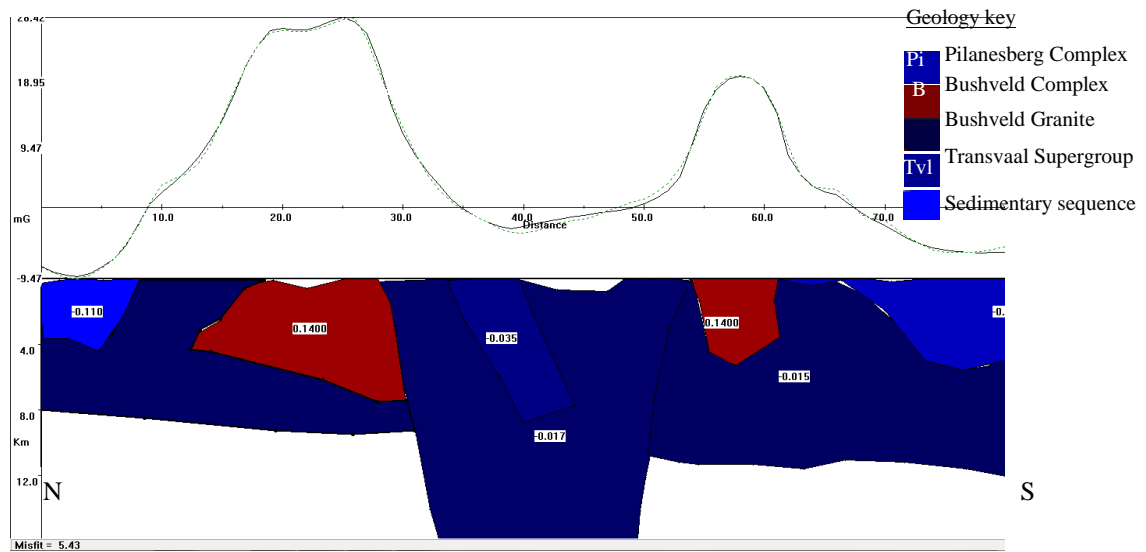 28.42
18.95
9.47
mG
-9.47
10.0 20.0 30.0 40.0 50.0 60.0 70.0
Distance
Geology key
Pi Pilanesberg Complex
B Bushveld Complex
Bushveld Granite
Tvl Transvaal Supergroup
Sedimentary sequence
-0.110
0.1400
-0.035
0.1400
-0.015
-0.017
4.0
8.0
Km
12.0
N
S
Misfit = 5.43